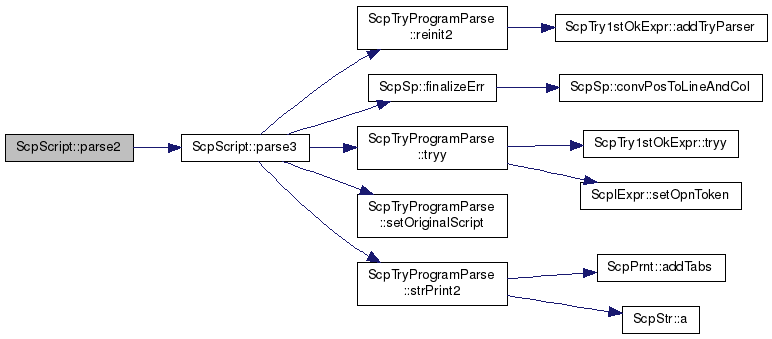 ScpScript::parse2
ScpScript::parse3
ScpTryProgramParse
::reinit2
ScpSp::finalizeErr
ScpTryProgramParse
::tryy
ScpTryProgramParse
::setOriginalScript
ScpTryProgramParse
::strPrint2
ScpTry1stOkExpr::addTryParser
ScpSp::convPosToLineAndCol
ScpTry1stOkExpr::tryy
ScpIExpr::setOpnToken
ScpPrnt::addTabs
ScpStr::a